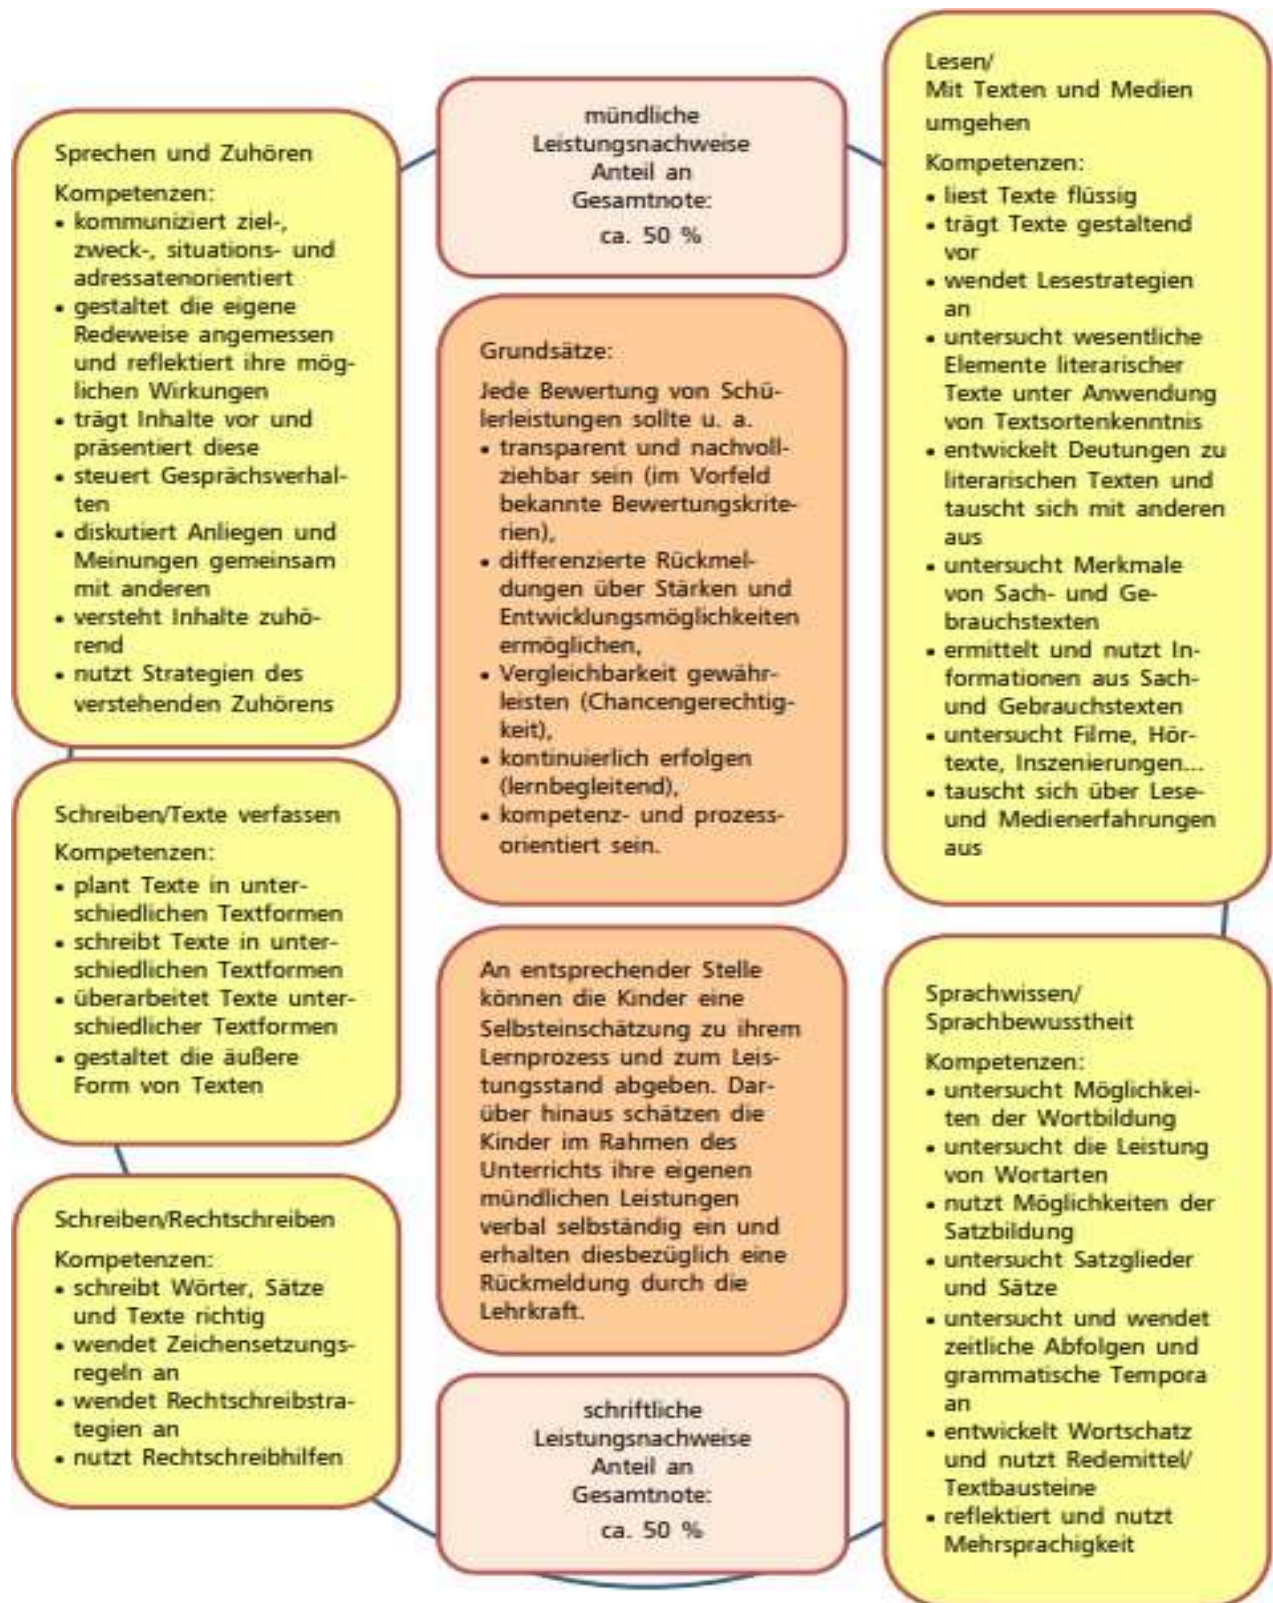 Sprechen und Zuhören
Kompetenzen:
• kommuniziert ziel-,
zweck-, situations- und
adressatenorientiert
• gestaltet die eigene
Redeweise angemessen
und reflektiert ihre mög-
lichen Wirkungen
• trägt Inhalte vor und
präsentiert diese
• steuert Gesprächsverhal-
ten
• diskutiert Anliegen und
Meinungen gemeinsam
mit anderen
• versteht Inhalte zuhö-
rend
• nutzt Strategien des
verstehenden Zuhörens
Schreiben/Texte verfassen
Kompetenzen:
• plant Texte in unter-
schiedlichen Textformen
• schreibt Texte in unter-
schiedlichen Textformen
• überarbeitet Texte unter-
schiedlicher Textformen
• gestaltet die äußere
Form von Texten
Schreiben/Rechtschreiben
Kompetenzen:
• schreibt Wörter, Sätze
und Texte richtig
• wendet Zeichensetzungs-
regeln an
• wendet Rechtschreibstra-
tegien an
• nutzt Rechtschreibhilfen
mündliche
Leistungsnachweise
Anteil an
Gesamtnote:
ca. 50 %
Grundsätze:
Jede Bewertung von Schü-
lerleistungen sollte u. a.
• transparent und nachvoll-
ziehbar sein (im Vorfeld
bekannte Bewertungskrite-
rien),
• differenzierte Rückmel-
dungen über Stärken und
Entwicklungsmöglichkeiten
ermöglichen,
• Vergleichbarkeit gewähr-
leisten (Chancengerechtig-
keit),
• kontinuierlich erfolgen
(lernbegleitend),
• kompetenz- und prozess-
orientiert sein.
An entsprechender Stelle
können die Kinder eine
Selbsteinschätzung zu ihrem
Lernprozess und zum Leis-
tungsstand abgeben. Dar-
über hinaus schätzen die
Kinder im Rahmen des
Unterrichts ihre eigenen
mündlichen Leistungen
verbal selbständig ein und
erhalten diesbezüglich eine
Rückmeldung durch die
Lehrkraft.
schriftliche
Leistungsnachweise
Anteil an
Gesamtnote:
ca. 50 %
Lesen/
Mit Texten und Medien
umgehen
Kompetenzen:
• liest Texte flüssig
• trägt Texte gestaltend
vor
• wendet Lesestrategien
an
• untersucht wesentliche
Elemente literarischer
Texte unter Anwendung
von Textsortenkenntnis
• entwickelt Deutungen zu
literarischen Texten und
tauscht sich mit anderen
aus
• untersucht Merkmale
von Sach- und Ge-
brauchstexten
• ermittelt und nutzt In-
formationen aus Sach-
und Gebrauchstexten
• untersucht Filme, Hör-
texte, Inszenierungen...
• tauscht sich über Lese-
und Medienerfahrungen
aus
Sprachwissen/
Sprachbewusstheit
Kompetenzen:
• untersucht Möglichkei-
ten der Wortbildung
• untersucht die Leistung
von Wortarten
• nutzt Möglichkeiten der
Satzbildung
• untersucht Satzglieder
und Sätze
• untersucht und wendet
zeitliche Abfolgen und
grammatische Tempora
an
• entwickelt Wortschatz
und nutzt Redemittel/
Textbausteine
• reflektiert und nutzt
Mehrsprachigkeit